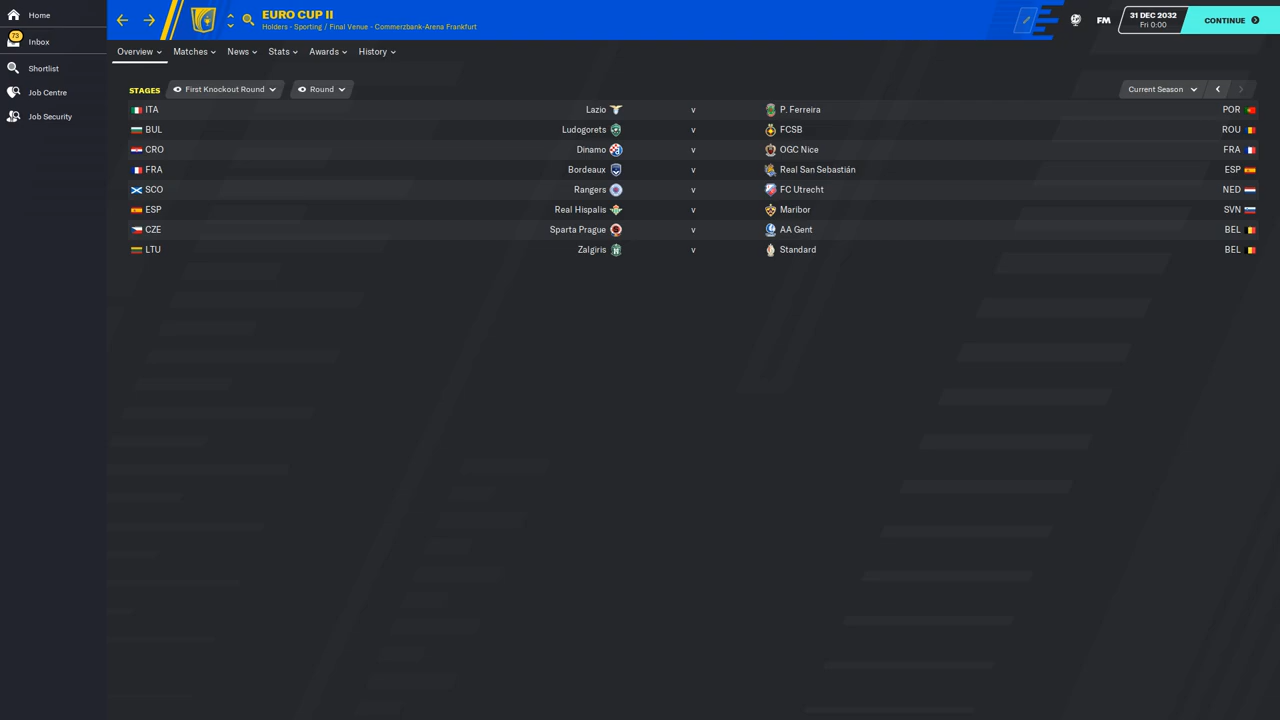 Home
73
Inbox
Shortlist
Job Centre
Job Security
EURO CUP II
Holders - Sporting / Final Venue - Commerzbank-Arena Frankfurt
FM
31 DEC 2032
Fri 0:00
CONTINUE
Overview Matches News Stats Awards History
STAGES First Knockout Round Round Current Season
ITA Lazio v P. Ferreira POR
BUL Ludogorets v FCSB ROU
CRO Dinamo v OGC Nice FRA
FRA Bordeaux v Real San Sebastián ESP
SCO Rangers v FC Utrecht NED
ESP Real Hispalis v Maribor SVN
CZE Sparta Prague v AA Gent BEL
LTU Zalgiris v Standard BEL